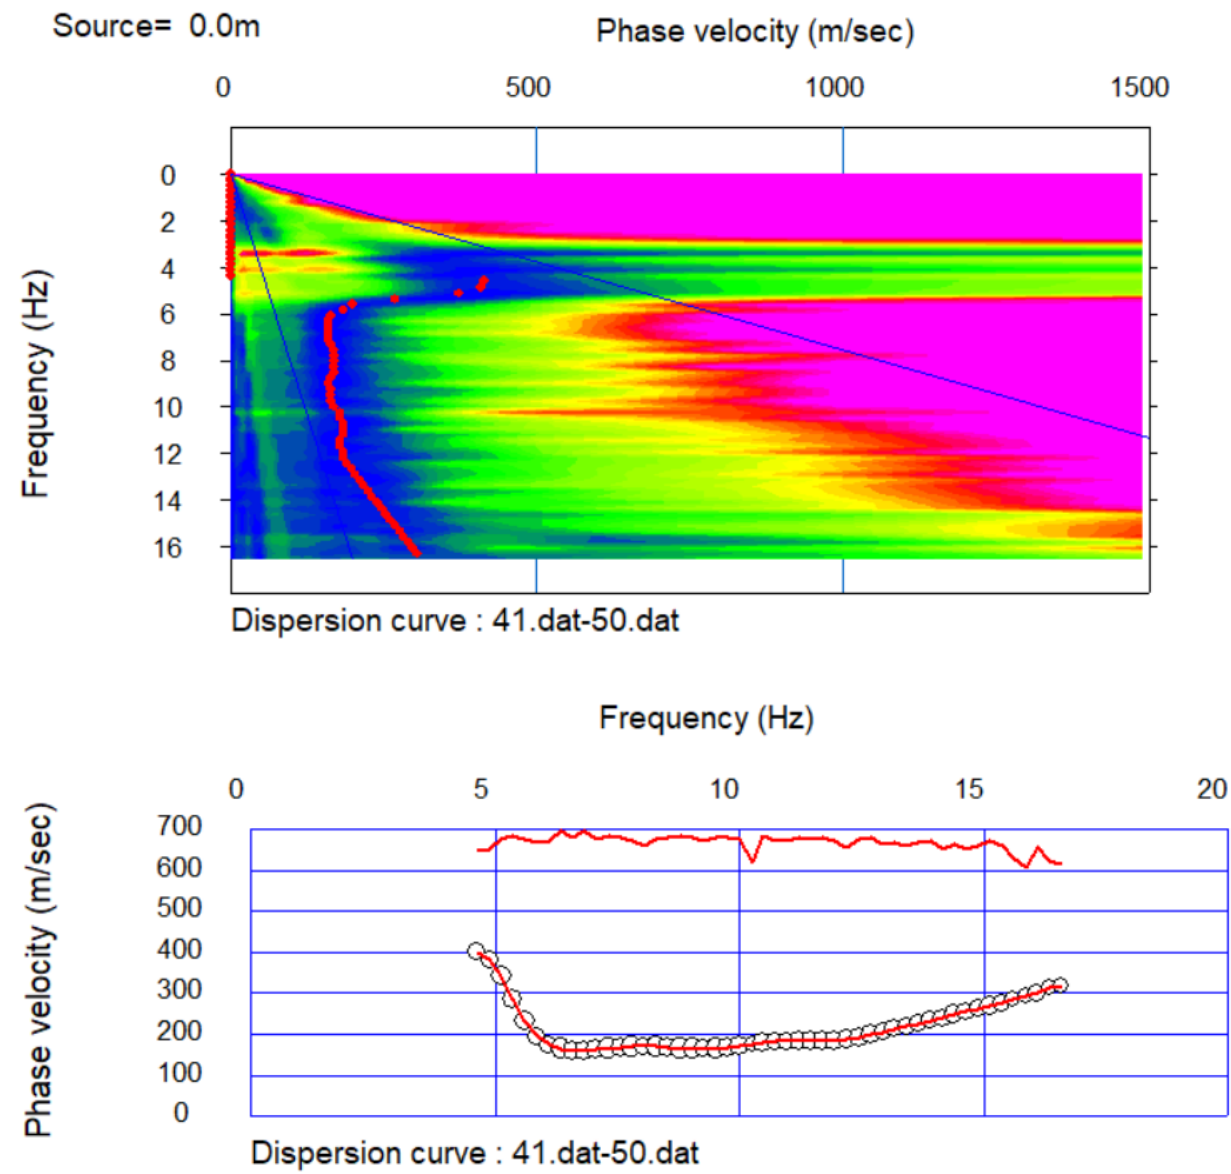 Source=  0.0m
Phase velocity (m/sec)
0 500 1000 1500
Frequency (Hz)
0
2
4
6
8
10
12
14
16
Dispersion curve : 41.dat-50.dat
Frequency (Hz)
0 5 10 15 20
Phase velocity (m/sec)
700
600
500
400
300
200
100
0
Dispersion curve : 41.dat-50.dat